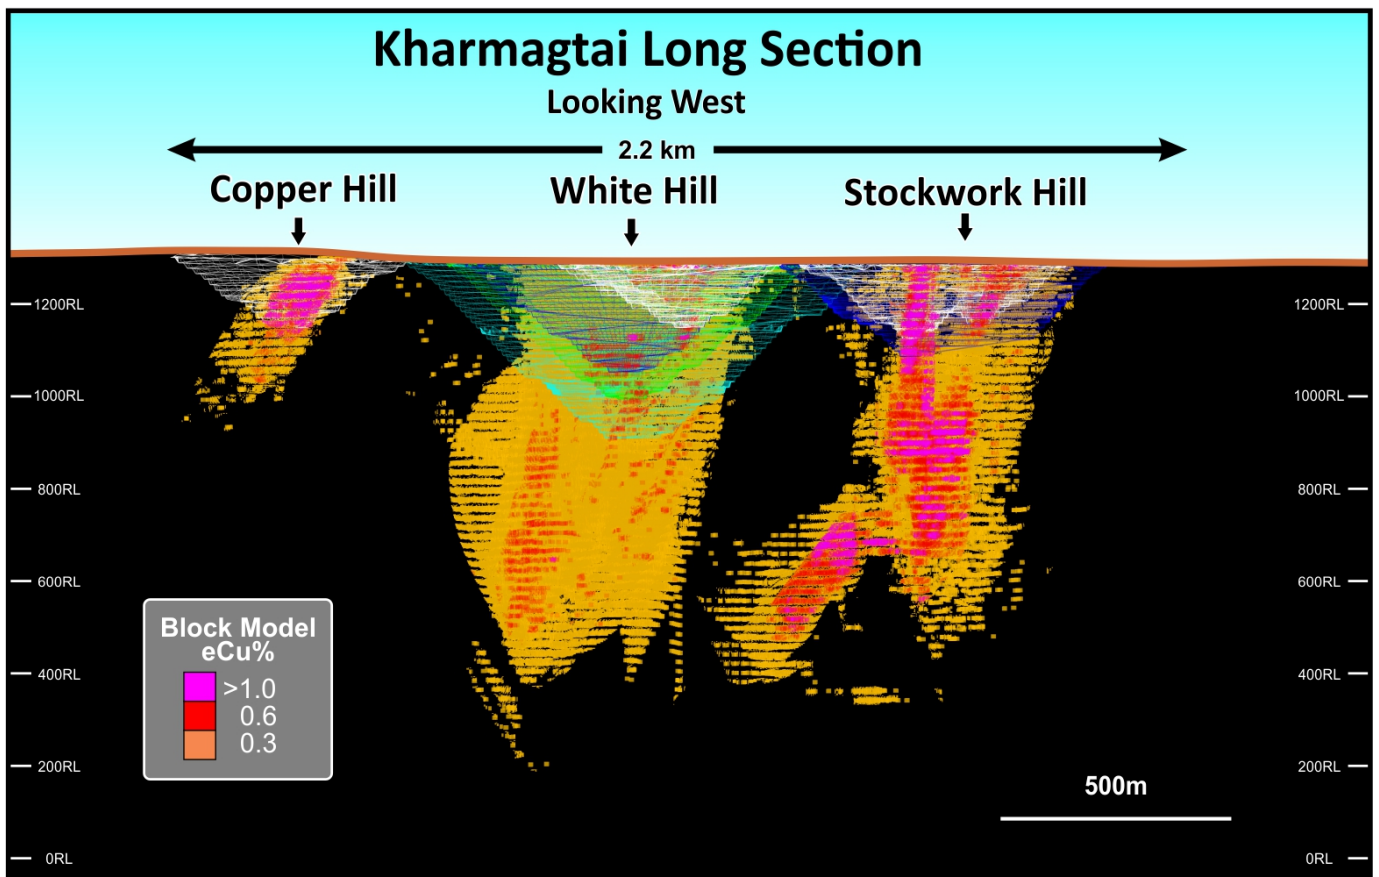 Kharmagtai Long Section
Looking West
2.2 km
Copper Hill
White Hill
Stockwork Hill
1200RL
1200RL
1000RL
1000RL
800RL
800RL
600RL
600RL
Block Model
eCu%
>1.0
0.6
0.3
400RL
400RL
200RL
200RL
500m
0RL
0RL